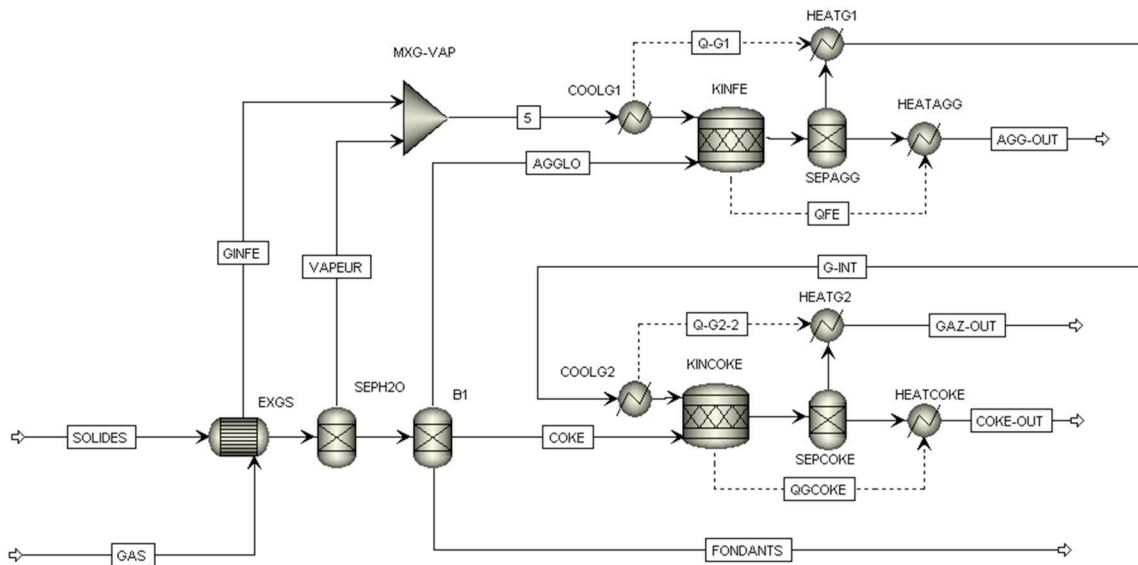 HEATG1
Q-G1
MXG-VAP
COOLG1
KINFE
HEATAGG
5
AGG-OUT
AGGLO
SEPAGG
QFE
GINFE
VAPEUR
G-INT
HEATG2
Q-G2-2
GAZ-OUT
COOLG2
KINCOKE
SEPH2O
B1
HEATCOKE
EXGS
SOLIDES
COKE
COKE-OUT
SEPCOKE
QGCOKE
GAS
FONDANTS